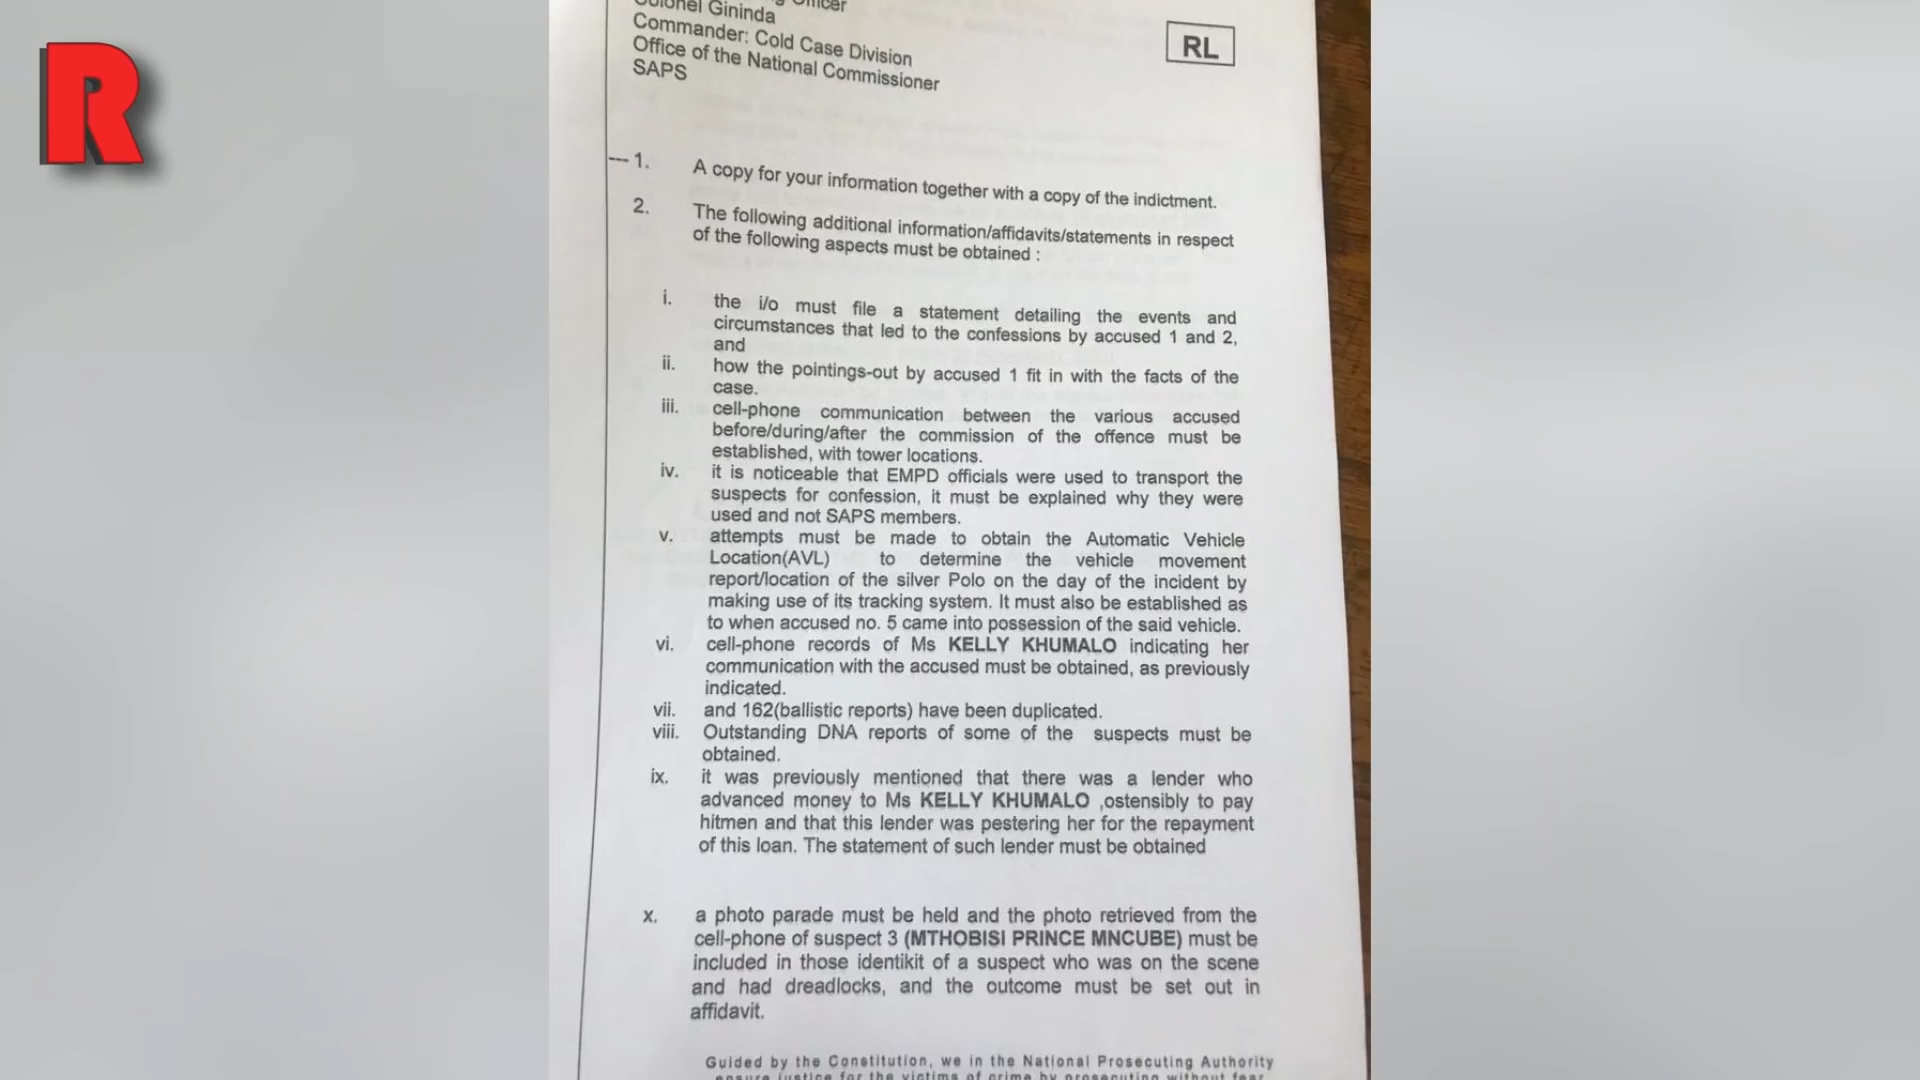 R
Officer
Colonel Gininda
Commander: Cold Case Division
Office of the National Commissioner
SAPS
RL
1. A copy for your information together with a copy of the indictment.
2. The following additional information/affidavits/statements in respect
of the following aspects must be obtained :
i. the i/o must file a statement detailing the events and
circumstances that led to the confessions by accused 1 and 2,
and
ii. how the pointings-out by accused 1 fit in with the facts of the
case.
iii. cell-phone communication between the various accused
before/during/after the commission of the offence must be
established, with tower locations.
iv. it is noticeable that EMPD officials were used to transport the
suspects for confession, it must be explained why they were
used and not SAPS members.
v. attempts must be made to obtain the Automatic Vehicle
Location(AVL) to determine the vehicle movement
report/location of the silver Polo on the day of the incident by
making use of its tracking system. It must also be established as
to when accused no. 5 came into possession of the said vehicle.
vi. cell-phone records of Ms KELLY KHUMALO indicating her
communication with the accused must be obtained, as previously
indicated.
vii. and 162(ballistic reports) have been duplicated.
viii. Outstanding DNA reports of some of the suspects must be
obtained.
ix. it was previously mentioned that there was a lender who
advanced money to Ms KELLY KHUMALO ,ostensibly to pay
hitmen and that this lender was pestering her for the repayment
of this loan. The statement of such lender must be obtained
x. a photo parade must be held and the photo retrieved from the
cell-phone of suspect 3 (MTHOBISI PRINCE MNCUBE) must be
included in those identikit of a suspect who was on the scene
and had dreadlocks, and the outcome must be set out in
affidavit.
Guided by the Constitution, we in the National Prosecuting Authority
ensure justice for the victims of crime by prosecuting without fear